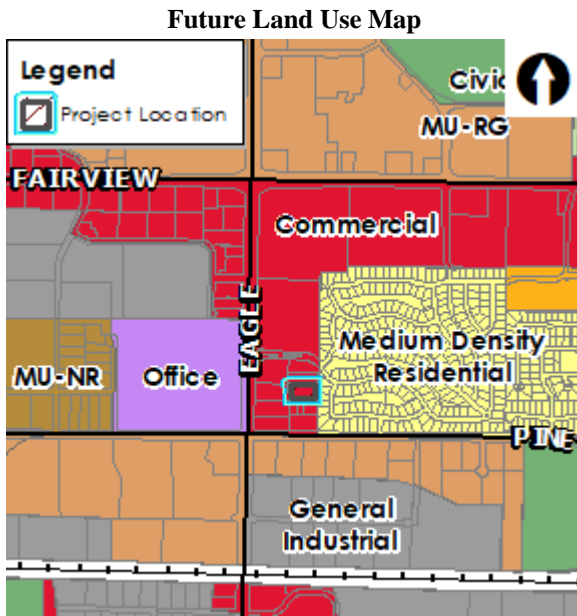 Future Land Use Map
Legend
Project Location
MU-RG
FAIRVIEW
Commercial
EAGLE
MU-NR
Office
Medium Density
Residential
PINE
General
Industrial